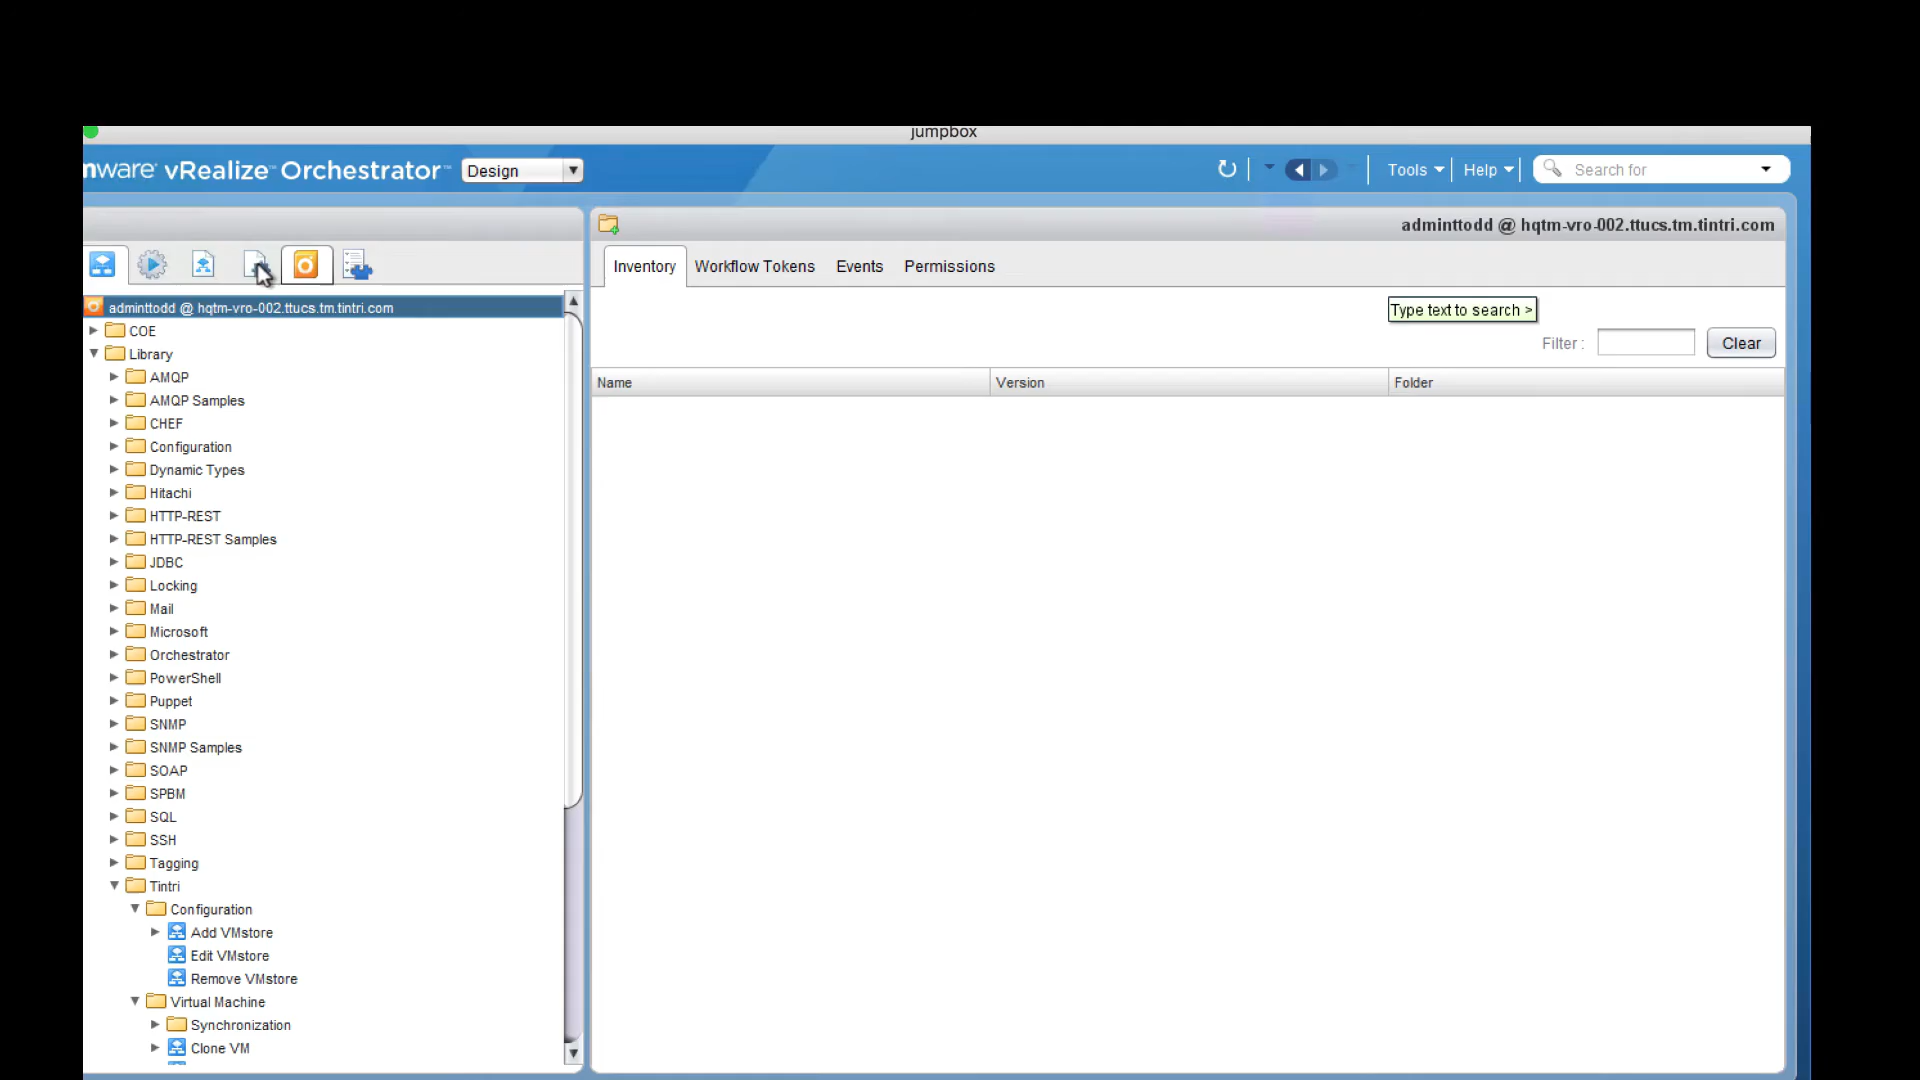 jumpbox
mware vRealize™ Orchestrator™ Design Tools Help Search for
adminttodd @ hqtm-vro-002.ttucs.tm.tintri.com
Inventory Workflow Tokens Events Permissions
adminttodd @ hqtm-vro-002.ttucs.tm.tintri.com
Type text to search >
COE
Filter : Clear
Library
Name Version Folder
AMQP
AMQP Samples
CHEF
Configuration
Dynamic Types
Hitachi
HTTP-REST
HTTP-REST Samples
JDBC
Locking
Mail
Microsoft
Orchestrator
PowerShell
Puppet
SNMP
SNMP Samples
SOAP
SPBM
SQL
SSH
Tagging
Tintri
Configuration
Add VMstore
Edit VMstore
Remove VMstore
Virtual Machine
Synchronization
Clone VM